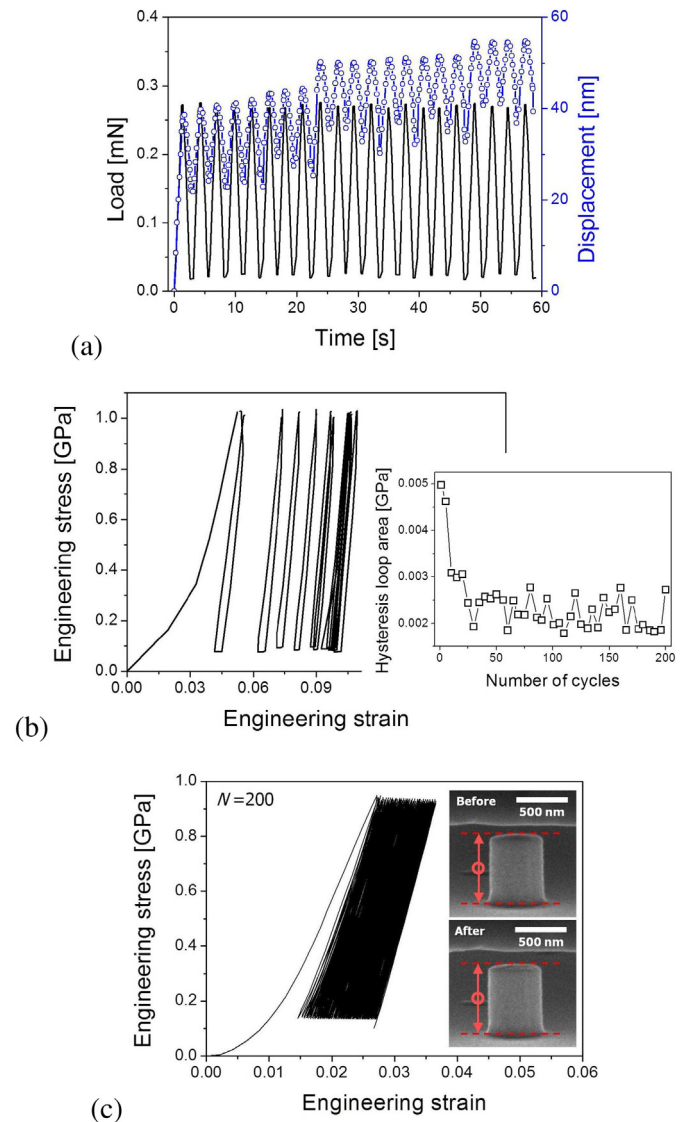 0.4
0.3
0.2
0.1
0.0
Load [mN]
60
40
20
0
Displacement [nm]
0 10 20 30 40 50 60
Time [s]
(a)
1.0
0.8
0.6
0.4
0.2
0.0
Engineering stress [GPa]
0.00 0.03 0.06 0.09
Engineering strain
0.005
0.004
0.003
0.002
Hysteresis loop area [GPa]
0 50 100 150 200
Number of cycles
(b)
1.0
0.8
0.6
0.4
0.2
0.0
Engineering stress [GPa]
N=200
Before
500 nm
After
500 nm
0.00 0.01 0.02 0.03 0.04 0.05 0.06
Engineering strain
(c)